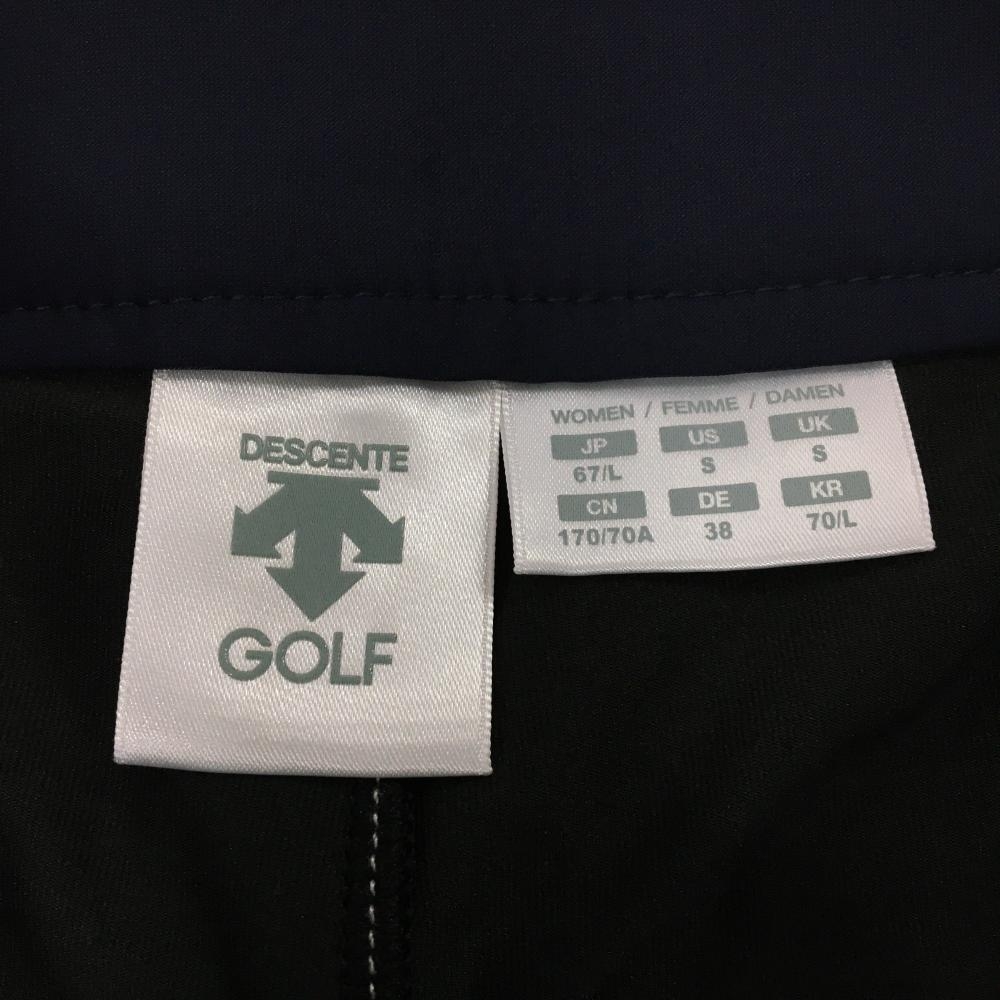 DESCENTE
GOLF
WOMEN / FEMME / DAMEN
JP US UK
67/L S S
CN DE KR
170/70A 38 70/L